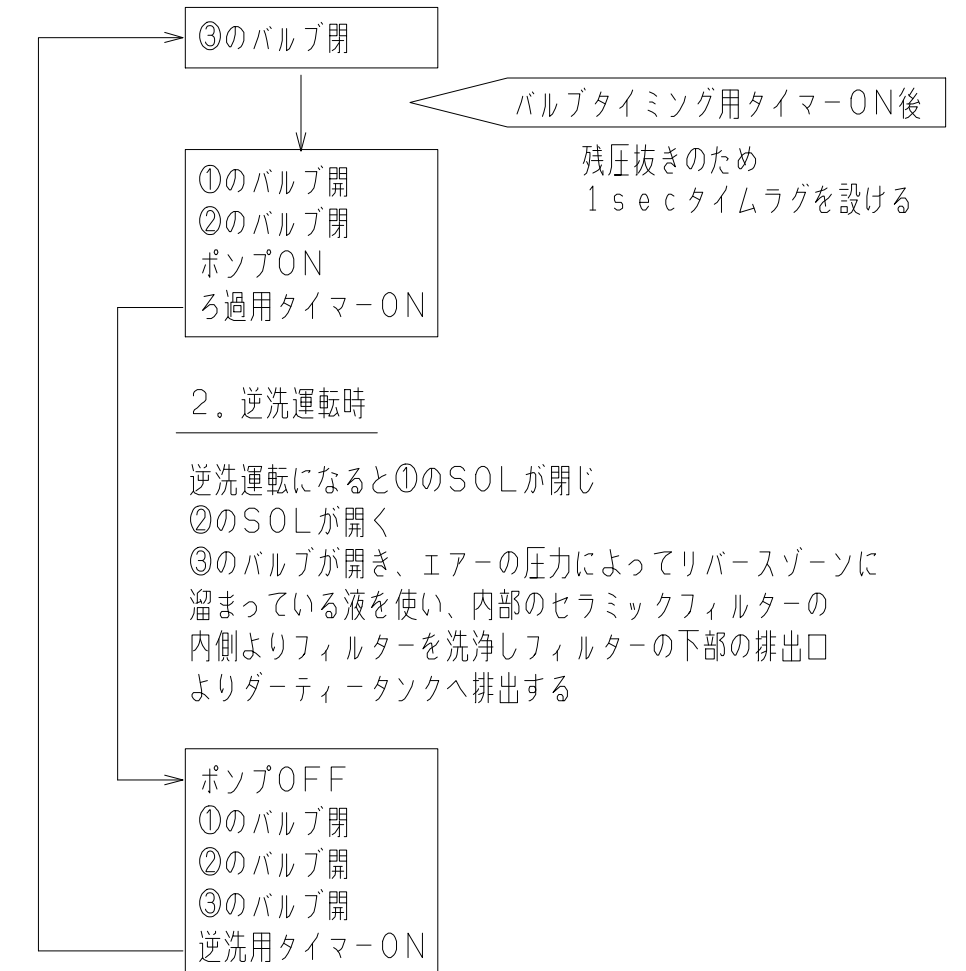 ③のバルブ閉
バルブタイミング用タイマーON後
残圧抜きのため
1secタイムラグを設ける
①のバルブ開
②のバルブ閉
ポンプON
ろ過用タイマーON
2。逆洗運転時
逆洗運転になると①のSOLが閉じ
②のSOLが開く
③のバルブが開き、エアーの圧力によってリバースゾーンに
溜まっている液を使い、内部のセラミックフィルターの
内側よりフィルターを洗浄しフィルターの下部の排出口
よりダーティータンクへ排出する
ポンプOFF
①のバルブ閉
②のバルブ開
③のバルブ開
逆洗用タイマーON